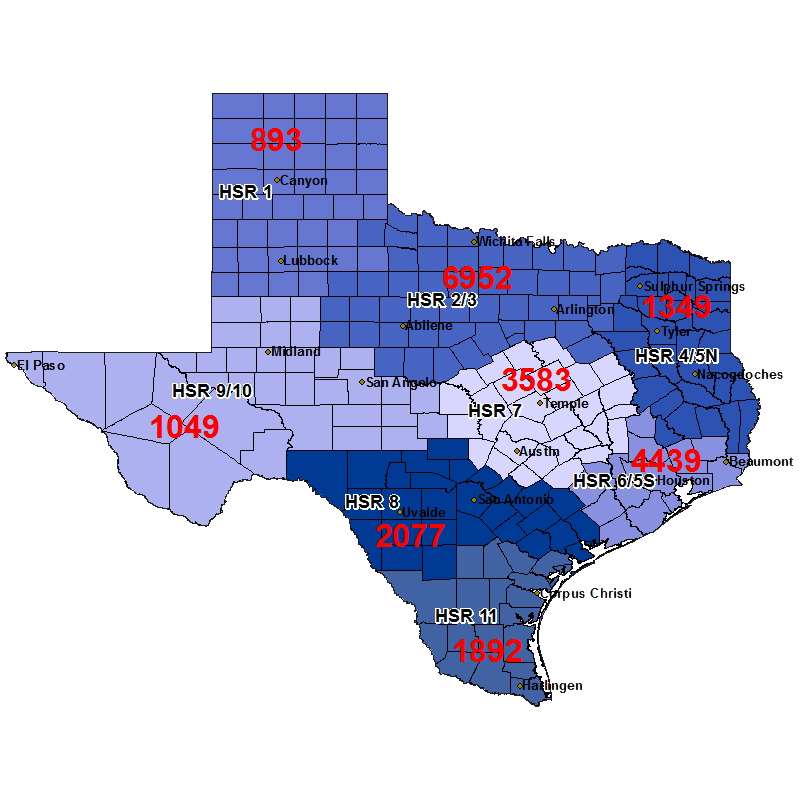 893
Canyon
HSR 1
Wichita Falls
Lubbock
6952
Sulphur Springs
HSR 2/3
1349
Arlington
Abilene
Tyler
Midland
HSR 4/5N
El Paso
Nacogdoches
3583
San Angelo
HSR 9/10
Temple
HSR 7
1049
Austin
4439
Beaumont
HSR 6/5S
Houston
HSR 8
San Antonio
Uvalde
2077
Corpus Christi
HSR 11
1892
Harlingen